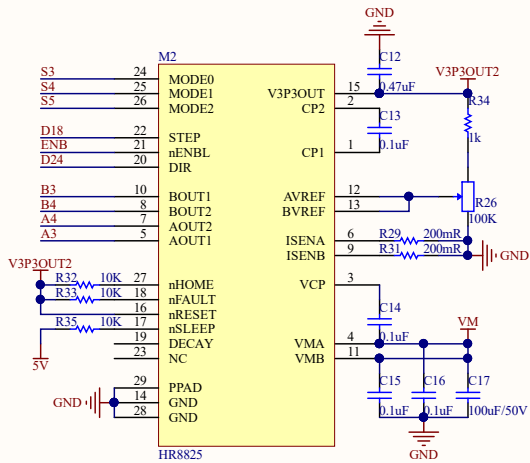 GND
M2
C12
0.47uF
V3P3OUT2
S3 24 MODE0 V3P3OUT 15
S4 25 MODE1 CP2 2
S5 26 MODE2
C13
0.1uF
R34
1k
D18 22 STEP
ENB 21 nENBL CP1 1
D24 20 DIR
B3 10 BOUT1 AVREF 12
B4 8 BOUT2 BVREF 13
R26
100K
A4 7 AOUT2
A3 5 AOUT1 ISENA 6 R29 200mR
ISENB 9 R31 200mR GND
V3P3OUT2
R32 10K 27 nHOME VCP 3
R33 10K 18 nFAULT
16 nRESET
C14
0.1uF
VM
R35 10K 17 nSLEEP
19 DECAY VMA 4
23 NC VMB 11
5V
29 PPAD
GND 14 GND
28 GND
C15 C16 C17
0.1uF 0.1uF 100uF/50V
GND
HR8825